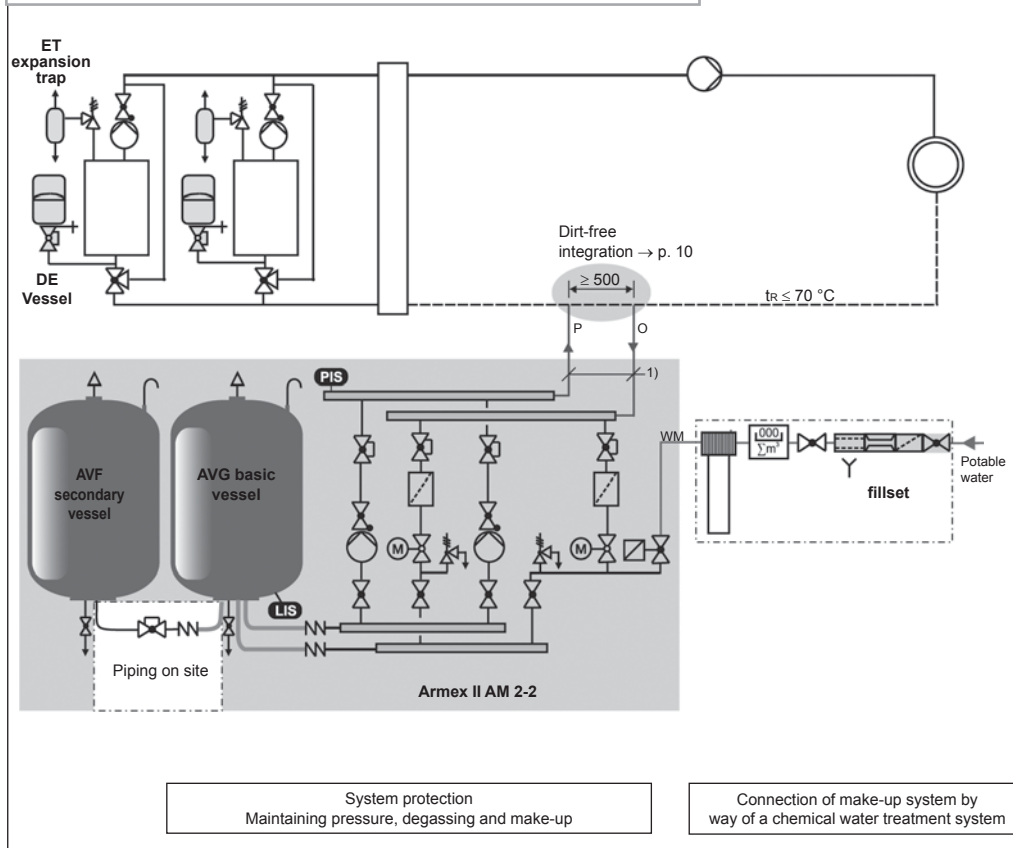 ET
expansion
trap
DE
Vessel
Dirt-free
integration → p. 10
≥ 500
tR ≤ 70 °C
P
O
1)
PIS
WM
000
∑m³
Potable
water
fillset
AVF
secondary
vessel
AVG basic
vessel
M
M
LIS
Piping on site
Armex II AM 2-2
System protection
Maintaining pressure, degassing and make-up
Connection of make-up system by
way of a chemical water treatment system